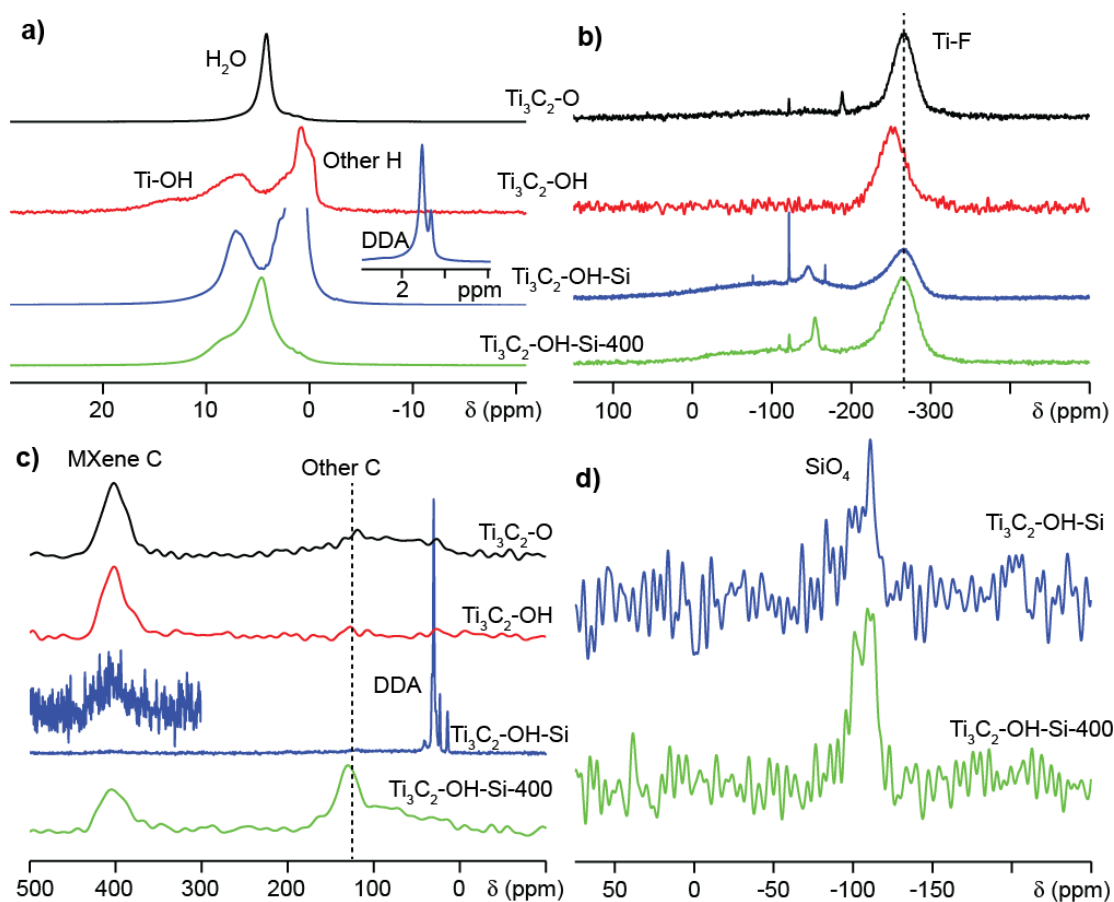 a)
H₂O
Ti-OH
Other H
DDA
2
ppm
20
10
0
-10
δ (ppm)
b)
Ti-F
Ti₃C₂-O
Ti₃C₂-OH
Ti₃C₂-OH-Si
Ti₃C₂-OH-Si-400
100
0
-100
-200
-300
δ (ppm)
c)
MXene C
Other C
Ti₃C₂-O
Ti₃C₂-OH
DDA
Ti₃C₂-OH-Si
Ti₃C₂-OH-Si-400
500
400
300
200
100
0
δ (ppm)
d)
SiO₄
Ti₃C₂-OH-Si
Ti₃C₂-OH-Si-400
50
0
-50
-100
-150
δ (ppm)